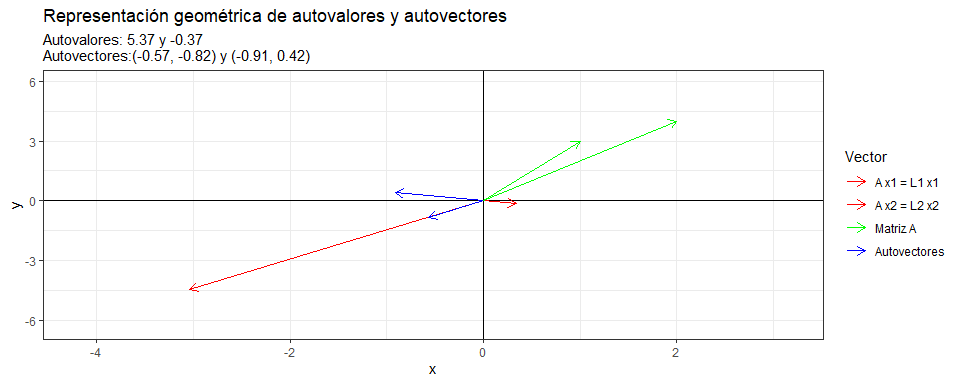 Representación geométrica de autovalores y autovectores
Autovalores: 5.37 y -0.37
Autovectores:(-0.57, -0.82) y (-0.91, 0.42)
6
3
0
-3
-6
y
-4
-2
0
2
x
Vector
A x1 = L1 x1
A x2 = L2 x2
Matriz A
Autovectores